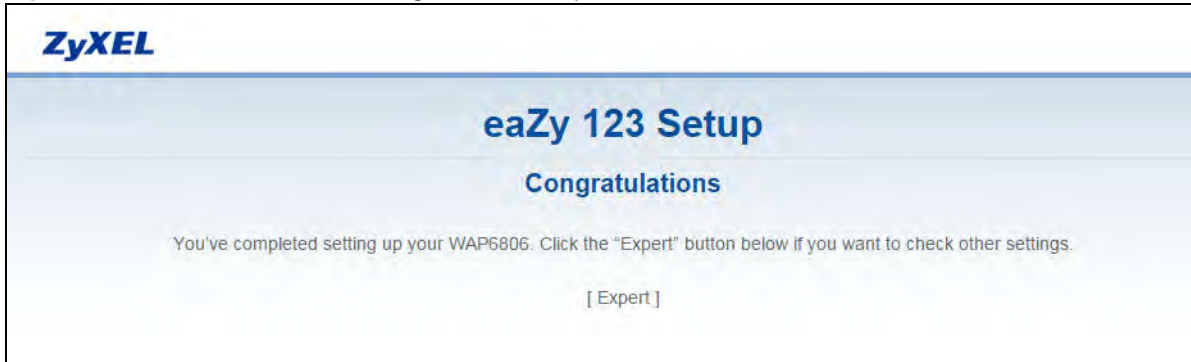 ZyXEL
eaZy 123 Setup
Congratulations
You've completed setting up your WAP6806. Click the “Expert” button below if you want to check other settings.
[ Expert ]